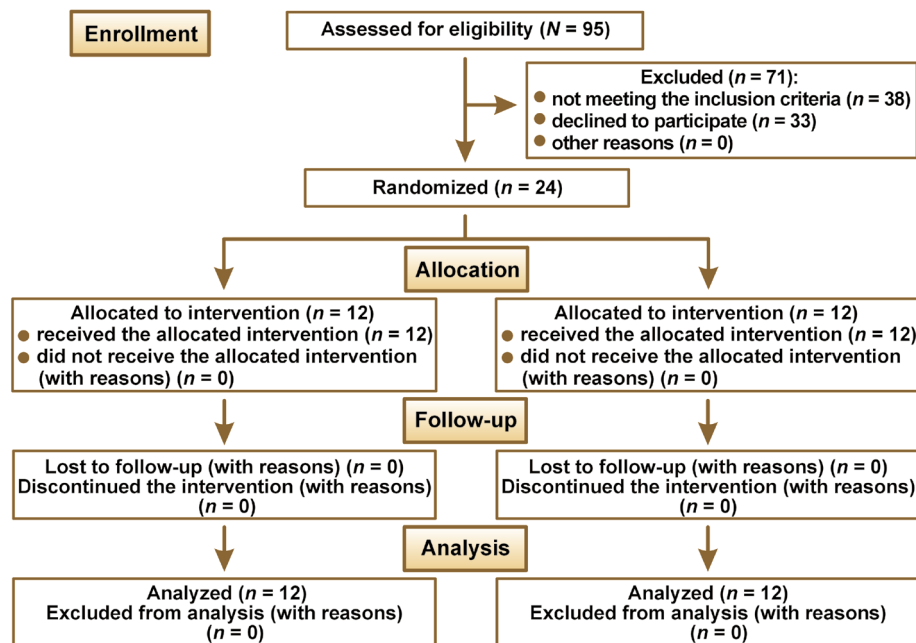 Enrollment
Assessed for eligibility (N = 95)
Excluded (n = 71):
● not meeting the inclusion criteria (n = 38)
● declined to participate (n = 33)
● other reasons (n = 0)
Randomized (n = 24)
Allocation
Allocated to intervention (n = 12)
● received the allocated intervention (n = 12)
● did not receive the allocated intervention
(with reasons) (n = 0)
Allocated to intervention (n = 12)
● received the allocated intervention (n = 12)
● did not receive the allocated intervention
(with reasons) (n = 0)
Follow-up
Lost to follow-up (with reasons) (n = 0)
Discontinued the intervention (with reasons)
(n = 0)
Lost to follow-up (with reasons) (n = 0)
Discontinued the intervention (with reasons)
(n = 0)
Analysis
Analyzed (n = 12)
Excluded from analysis (with reasons)
(n = 0)
Analyzed (n = 12)
Excluded from analysis (with reasons)
(n = 0)